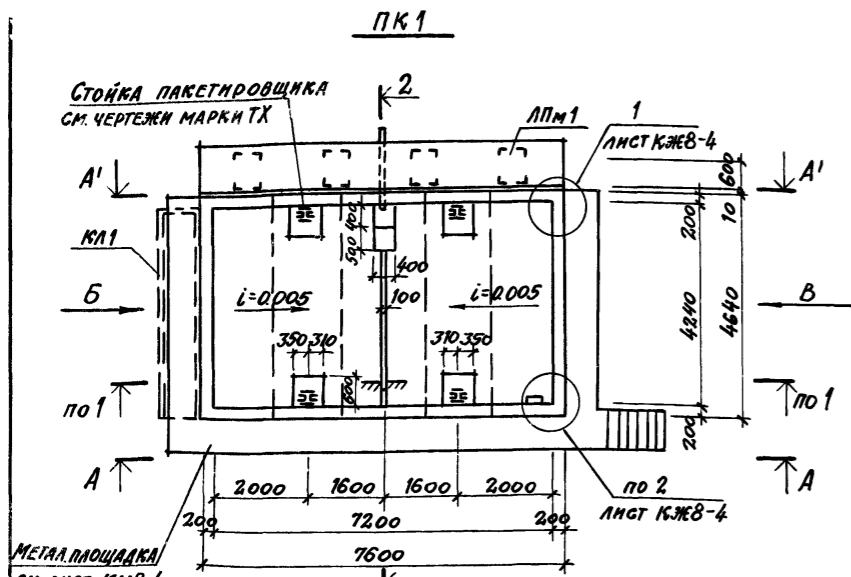 ПК1
СТОЙКА ПАКЕТИРОВЩИКА
СМ. ЧЕРТЕЖИ МАРКИ ТХ
2
ЛПм1
1
ЛИСТ КЖ8-4
А'
А'
600
10
200
КЛ1
400
500
400
100
Б
i=0.005
i=0.005
В
4240
4640
350 310
310 350
600
ПО 1
ПО 1
200
А
А
2000 1600 1600 2000
ПО 2
ЛИСТ КЖ8-4
200 7200 200
7600
МЕТАЛ. ПЛОЩАДКА